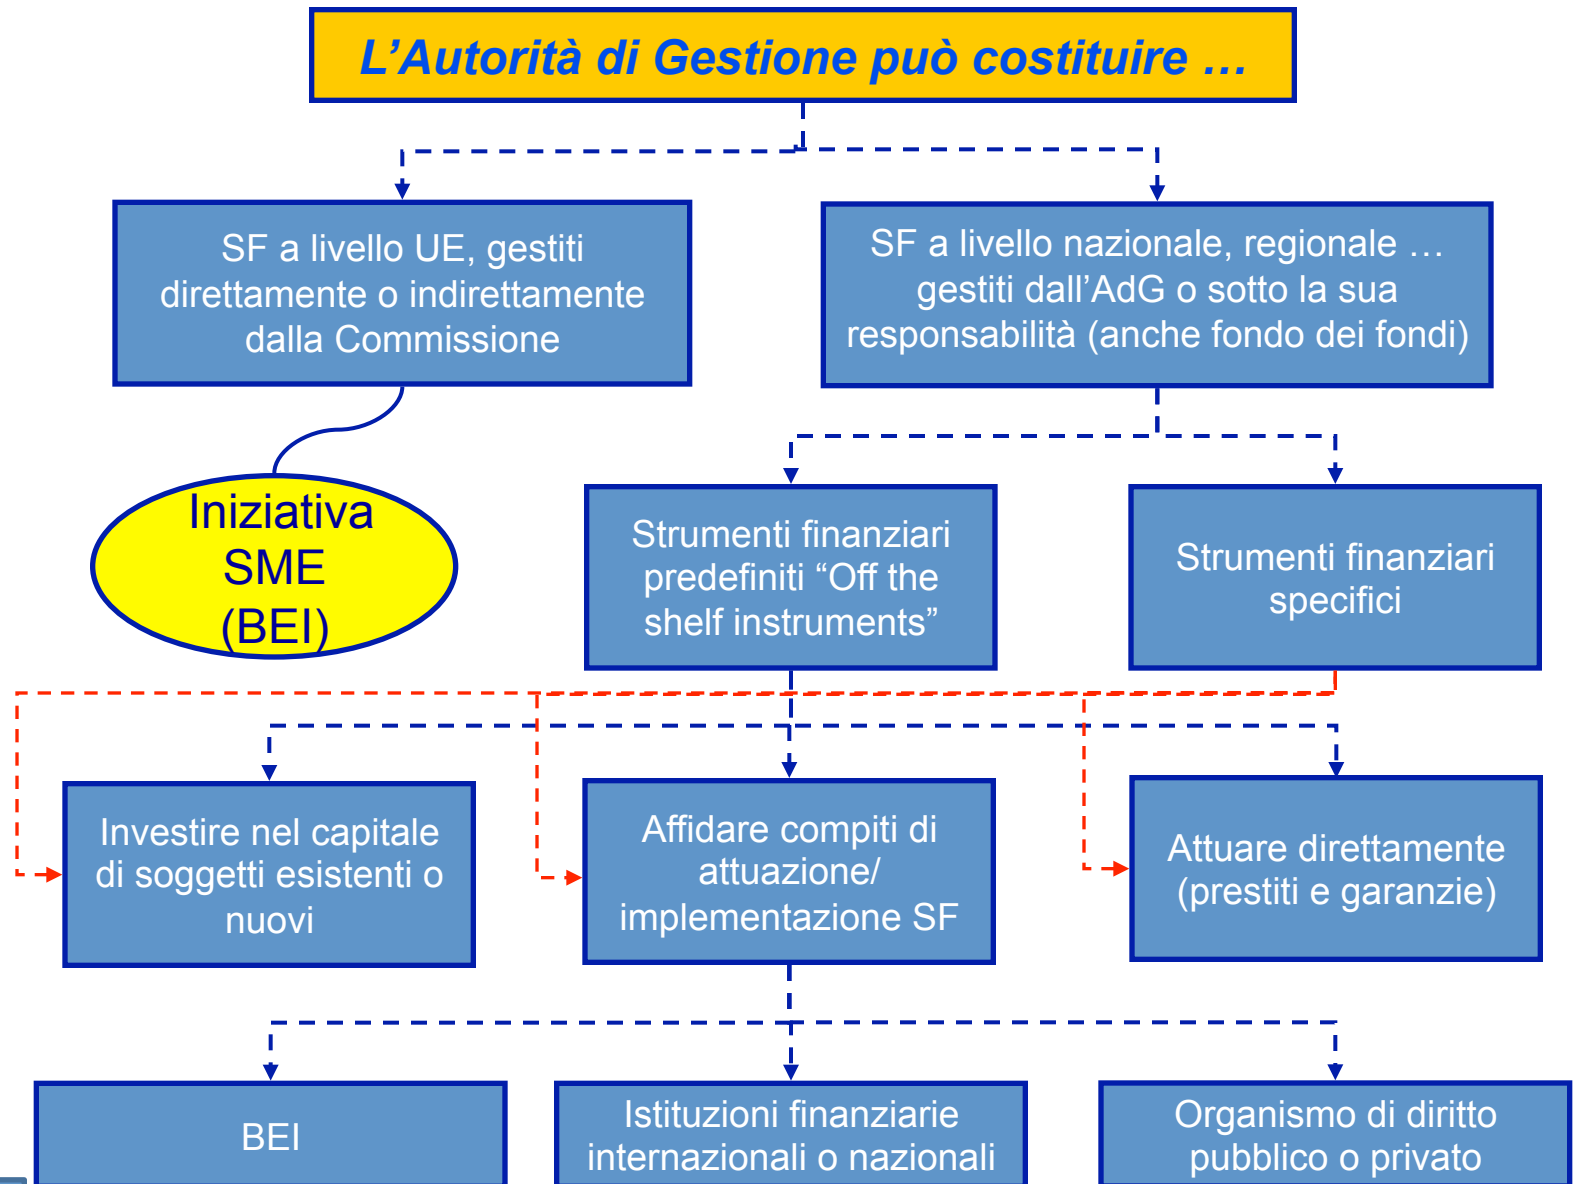 L’Autorità di Gestione può costituire …
SF a livello UE, gestiti
direttamente o indirettamente
dalla Commissione
SF a livello nazionale, regionale …
gestiti dall’AdG o sotto la sua
responsabilità (anche fondo dei fondi)
Iniziativa
SME
(BEI)
Strumenti finanziari
predefiniti “Off the
shelf instruments”
Strumenti finanziari
specifici
Investire nel capitale
di soggetti esistenti o
nuovi
Affidare compiti di
attuazione/
implementazione SF
Attuare direttamente
(prestiti e garanzie)
BEI
Istituzioni finanziarie
internazionali o nazionali
Organismo di diritto
pubblico o privato